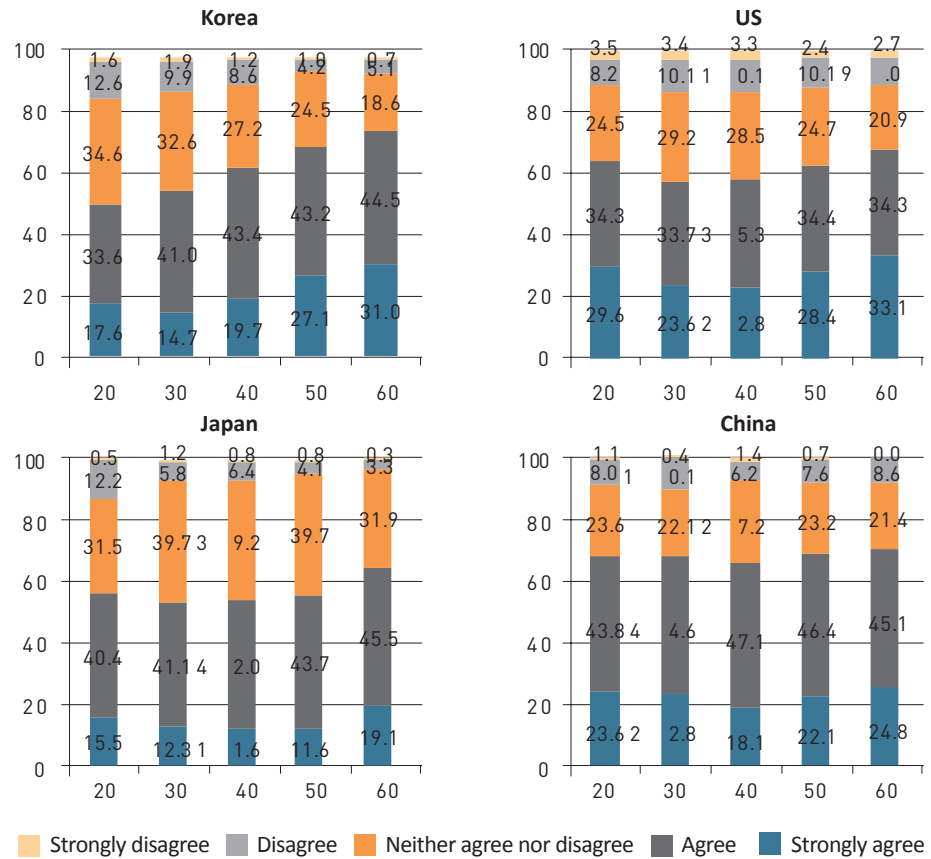 Korea
100 1.6 1.9 1.2 1.0 0.7
12.6 9.9 8.6 4.2 5.1
80
34.6 32.6 27.2 24.5 18.6
60
40 33.6 41.0 43.4 43.2 44.5
20
17.6 14.7 19.7 27.1 31.0
0
20 30 40 50 60
US
100 3.5 3.4 3.3 2.4 2.7
8.2 10.1 1 0.1 10.1 9 .0
80
24.5 29.2 28.5 24.7 20.9
60
40 34.3 33.7 3 5.3 34.4 34.3
20
29.6 23.6 2 2.8 28.4 33.1
0
20 30 40 50 60
Japan
100 0.5 1.2 0.8 0.8 0.3
12.2 5.8 6.4 4.1 3.3
80
31.5 39.7 3 9.2 39.7 31.9
60
40 40.4 41.1 4 2.0 43.7 45.5
20
15.5 12.3 1 1.6 11.6 19.1
0
20 30 40 50 60
China
100 1.1 0.4 1.4 0.7 0.0
8.0 1 0.1 6.2 7.6 8.6
80
23.6 22.1 2 7.2 23.2 21.4
60
40 43.8 4 4.6 47.1 46.4 45.1
20
23.6 2 2.8 18.1 22.1 24.8
0
20 30 40 50 60
Strongly disagree Disagree Neither agree nor disagree Agree Strongly agree